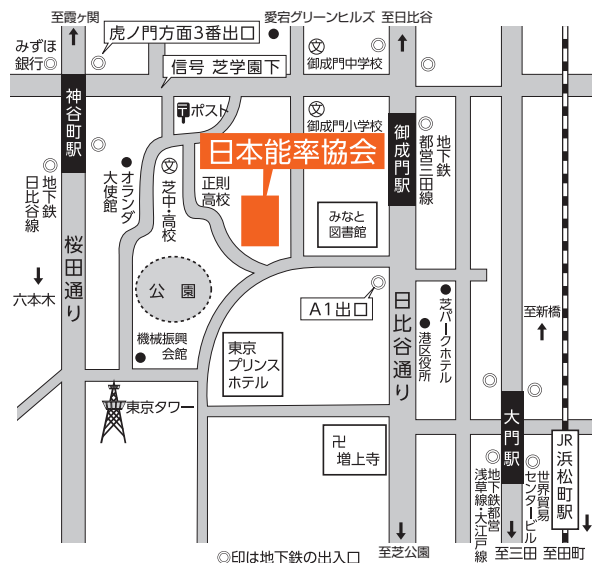 至霞ヶ関
虎ノ門方面3番出口
愛宕グリーンヒルズ
至日比谷
みずほ
銀行
信号 芝学園下
文
御成門中学校
神谷町駅
ポスト
文
御成門小学校
御成門駅
地下鉄
都営三田線
日本能率協会
オランダ
大使館
文
芝中・高校
正則
高校
地下鉄
日比谷線
みなと
図書館
桜田通り
六本木
公園
A1出口
日比谷通り
芝パークホテル
港区役所
至新橋
機械振興
会館
東京
プリンス
ホテル
東京タワー
大門駅
卍
増上寺
JR
浜松町駅
地下鉄都営
浅草線・大江戸線
世界貿易
センタービル
◎印は地下鉄の出入口
至芝公園
至三田
至田町